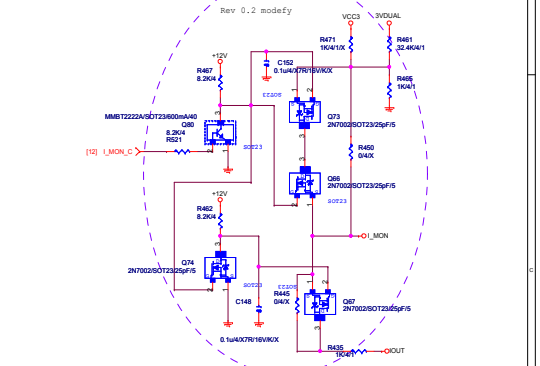 Rev 0.2 modefy
VCC3
3VDUAL
R471
1K/4/1/X
R461
32.4K/4/1
+12V
C152
0.1u/4/X7R/16V/K/X
R467
8.2K/4
R465
1K/4/1
SOT23
MMBT2222A/SOT23/600mA/40
Q80
8.2K/4
R521
Q73
2N7002/SOT23/25pF/5
SOT23
[12] I_MON_C
R450
0/4/X
Q66
2N7002/SOT23/25pF/5
SOT23
+12V
R462
8.2K/4
I_MON
Q74
2N7002/SOT23/25pF/5
SOT23
SOT23
R445
0/4/X
C148
Q67
2N7002/SOT23/25pF/5
0.1u/4/X7R/16V/K/X
R435
1K/4/1
IOUT
C